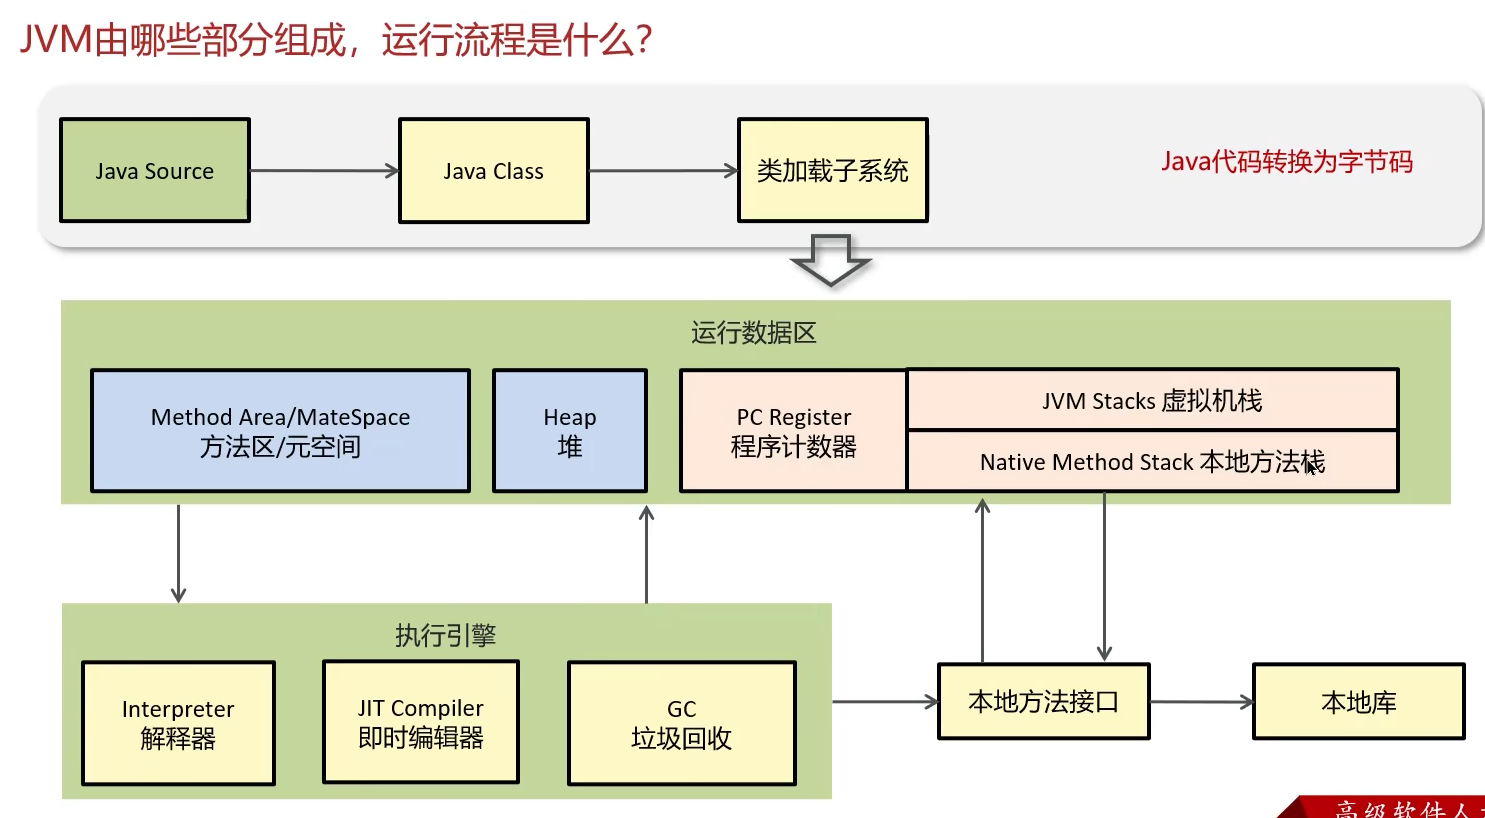 JVM由哪些部分组成，运行流程是什么？
Java Source
Java Class
类加载子系统
Java代码转换为字节码
运行数据区
Method Area/MateSpace
方法区/元空间
Heap
堆
PC Register
程序计数器
JVM Stacks 虚拟机栈
Native Method Stack 本地方法栈
执行引擎
Interpreter
解释器
JIT Compiler
即时编辑器
GC
垃圾回收
本地方法接口
本地库
高级软件人